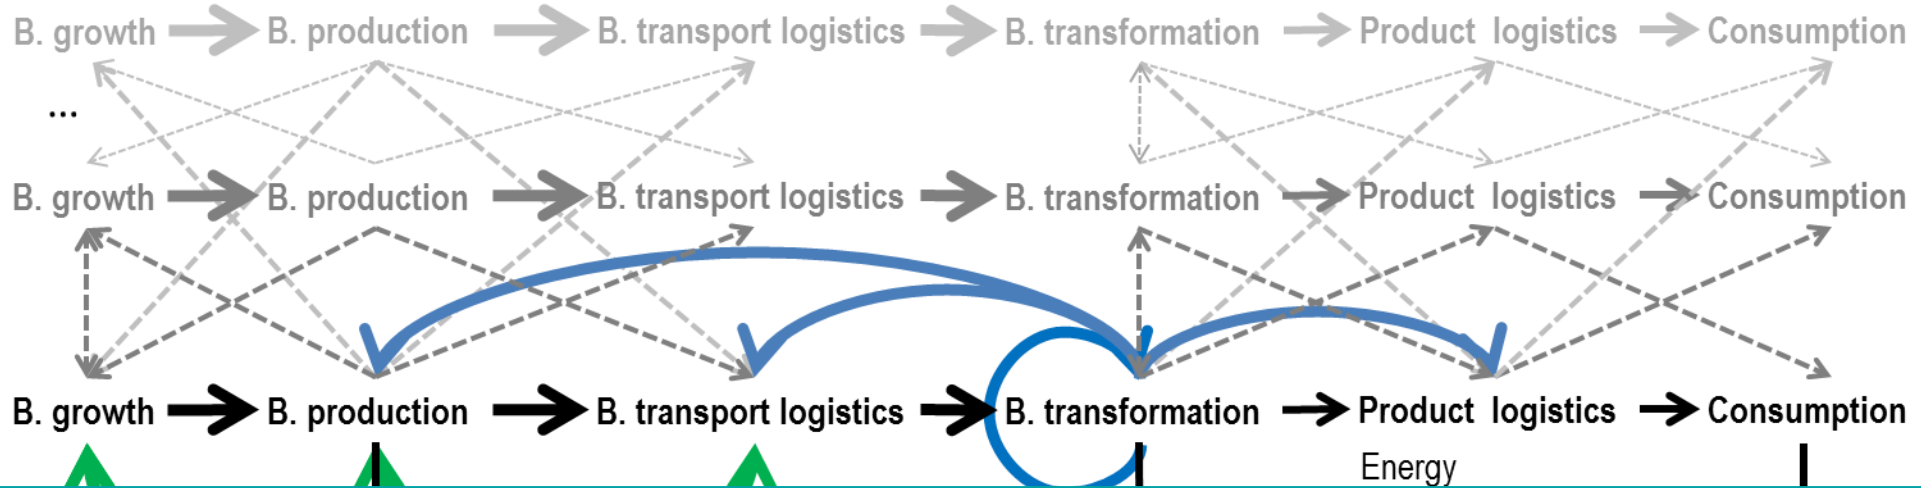 B. growth B. production B. transport logistics B. transformation Product logistics Consumption
...
B. growth B. production B. transport logistics B. transformation Product logistics Consumption
B. growth B. production B. transport logistics B. transformation Product logistics Consumption
Energy